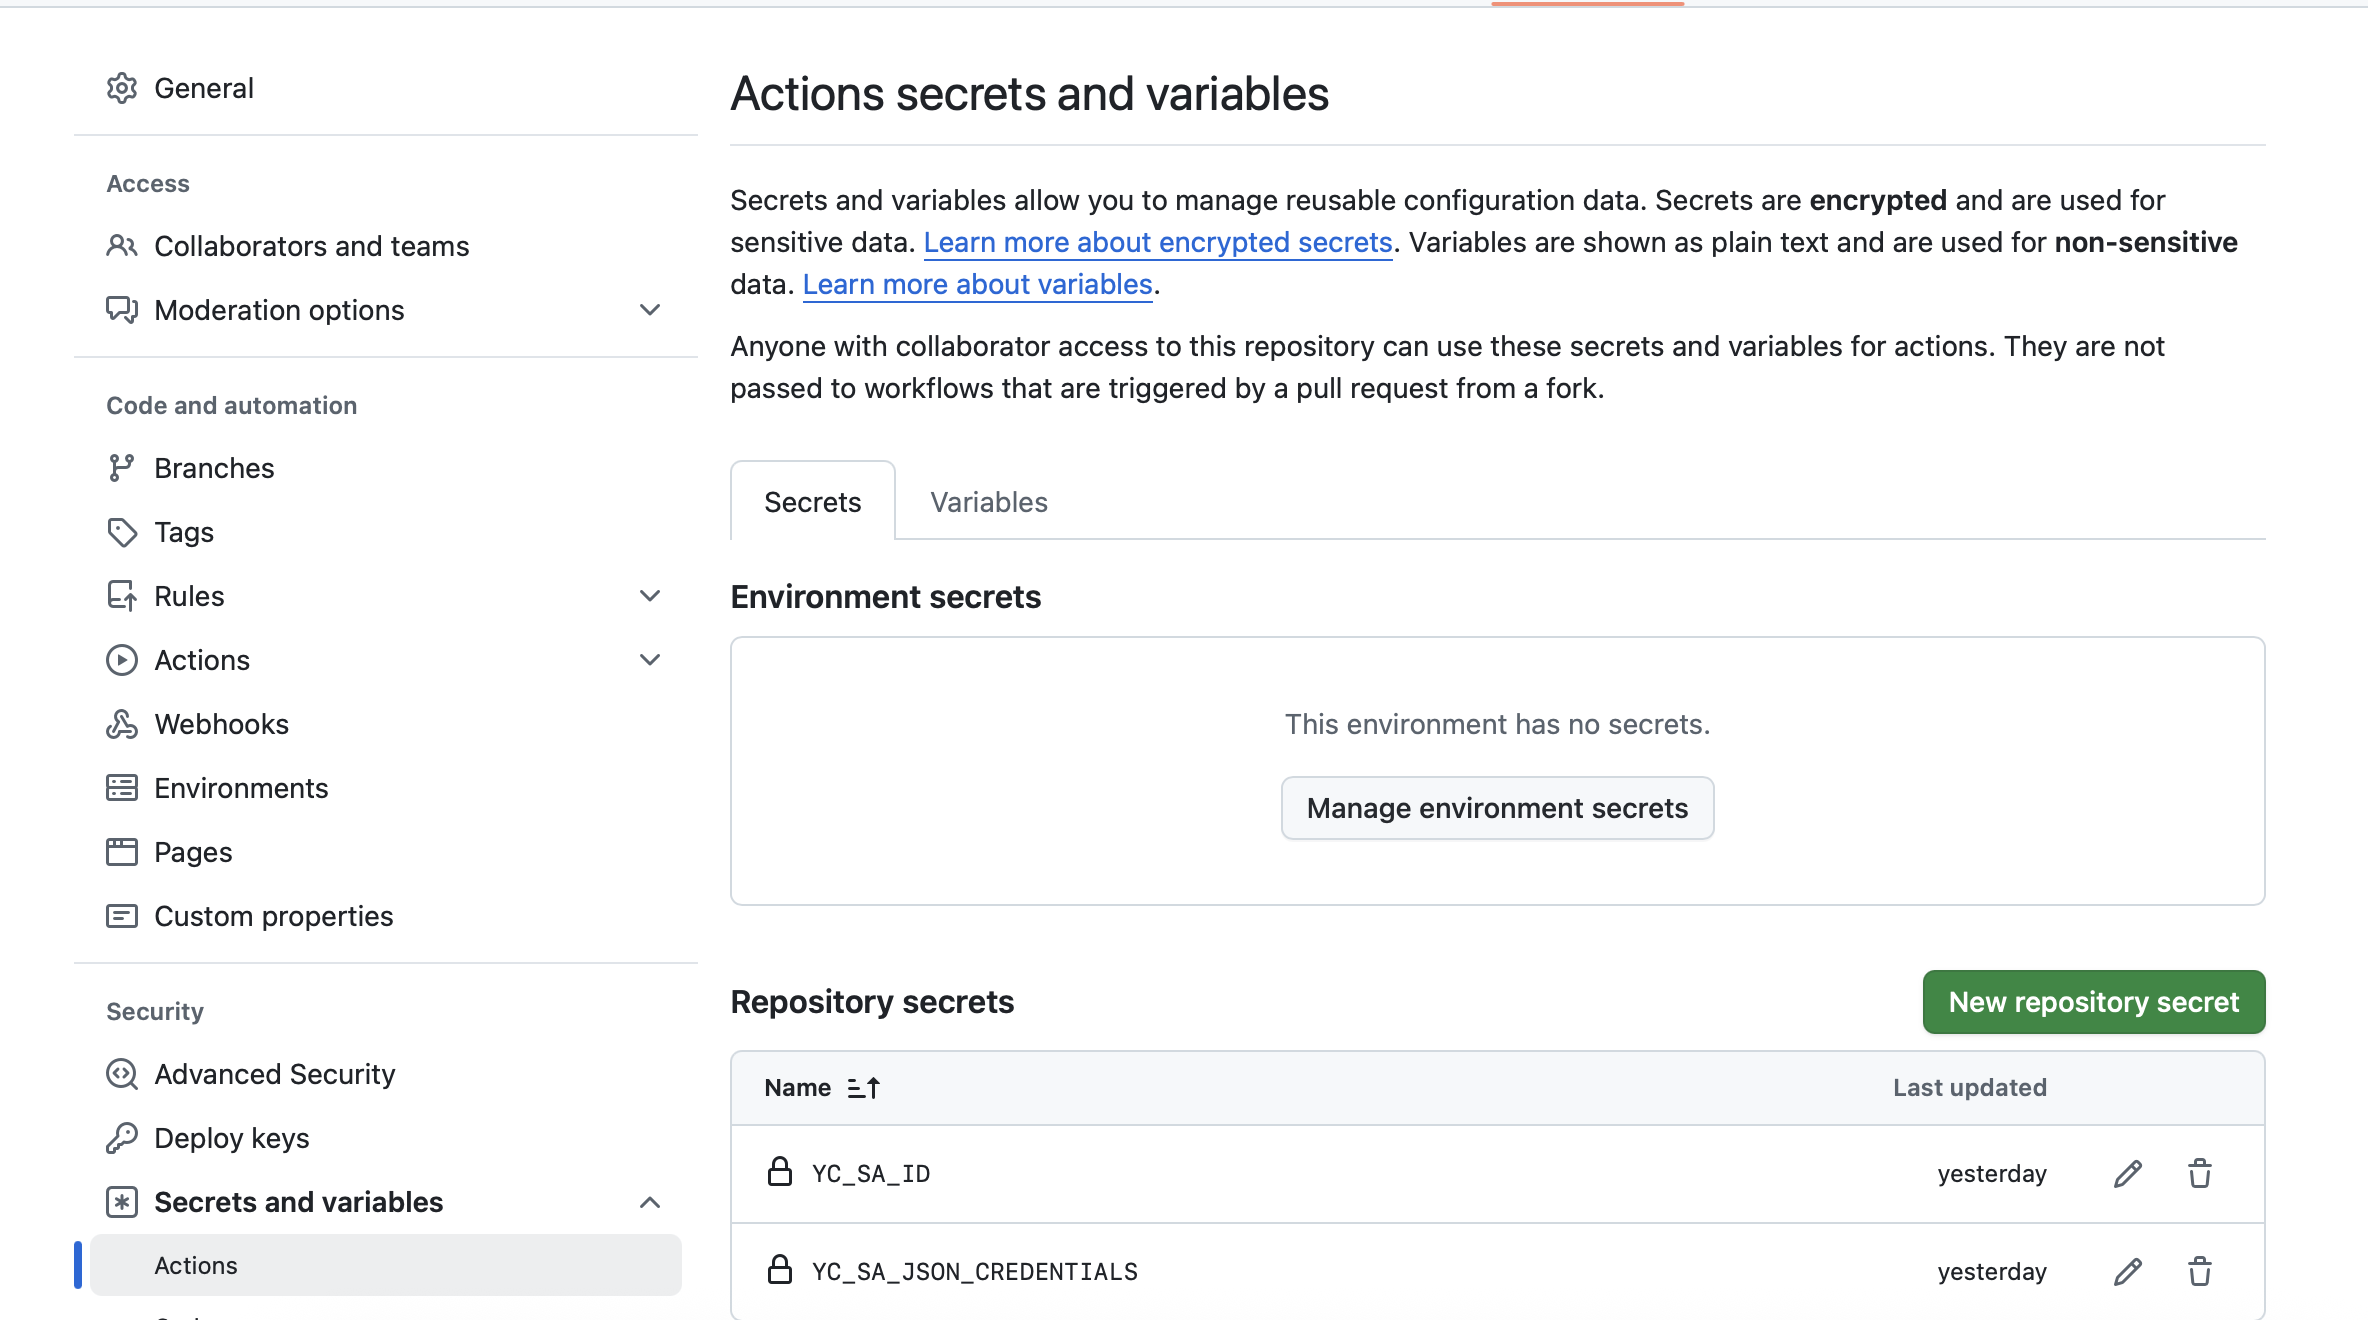 General
Access
Collaborators and teams
Moderation options
Code and automation
Branches
Tags
Rules
Actions
Webhooks
Environments
Pages
Custom properties
Security
Advanced Security
Deploy keys
Secrets and variables
Actions
Actions secrets and variables
Secrets and variables allow you to manage reusable configuration data. Secrets are encrypted and are used for
sensitive data. Learn more about encrypted secrets. Variables are shown as plain text and are used for non-sensitive
data. Learn more about variables.
Anyone with collaborator access to this repository can use these secrets and variables for actions. They are not
passed to workflows that are triggered by a pull request from a fork.
Secrets Variables
Environment secrets
This environment has no secrets.
Manage environment secrets
Repository secrets New repository secret
Name Last updated
YC_SA_ID yesterday
YC_SA_JSON_CREDENTIALS yesterday